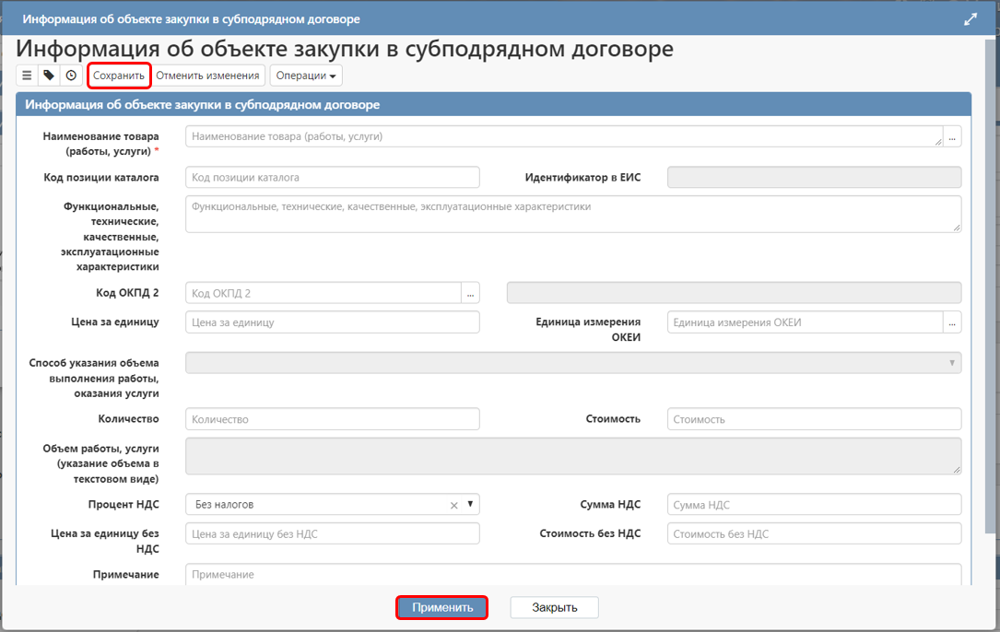 Информация об объекте закупки в субподрядном договоре
Информация об объекте закупки в субподрядном договоре
Сохранить Отменить изменения Операции
Информация об объекте закупки в субподрядном договоре
Наименование товара
(работы, услуги) *
Наименование товара (работы, услуги) ...
Код позиции каталога Код позиции каталога Идентификатор в ЕИС
Функциональные,
технические,
качественные,
эксплуатационные
характеристики
Функциональные, технические, качественные, эксплуатационные характеристики
Код ОКПД 2 Код ОКПД 2 ...
Цена за единицу Цена за единицу Единица измерения
ОКЕИ
Единица измерения ОКЕИ ...
Способ указания объема
выполнения работы,
оказания услуги
Количество Количество Стоимость Стоимость
Объем работы, услуги
(указание объема в
текстовом виде)
Процент НДС Без налогов × Сумма НДС Сумма НДС
Цена за единицу без
НДС
Цена за единицу без НДС Стоимость без НДС Стоимость без НДС
Примечание Примечание
Применить Закрыть